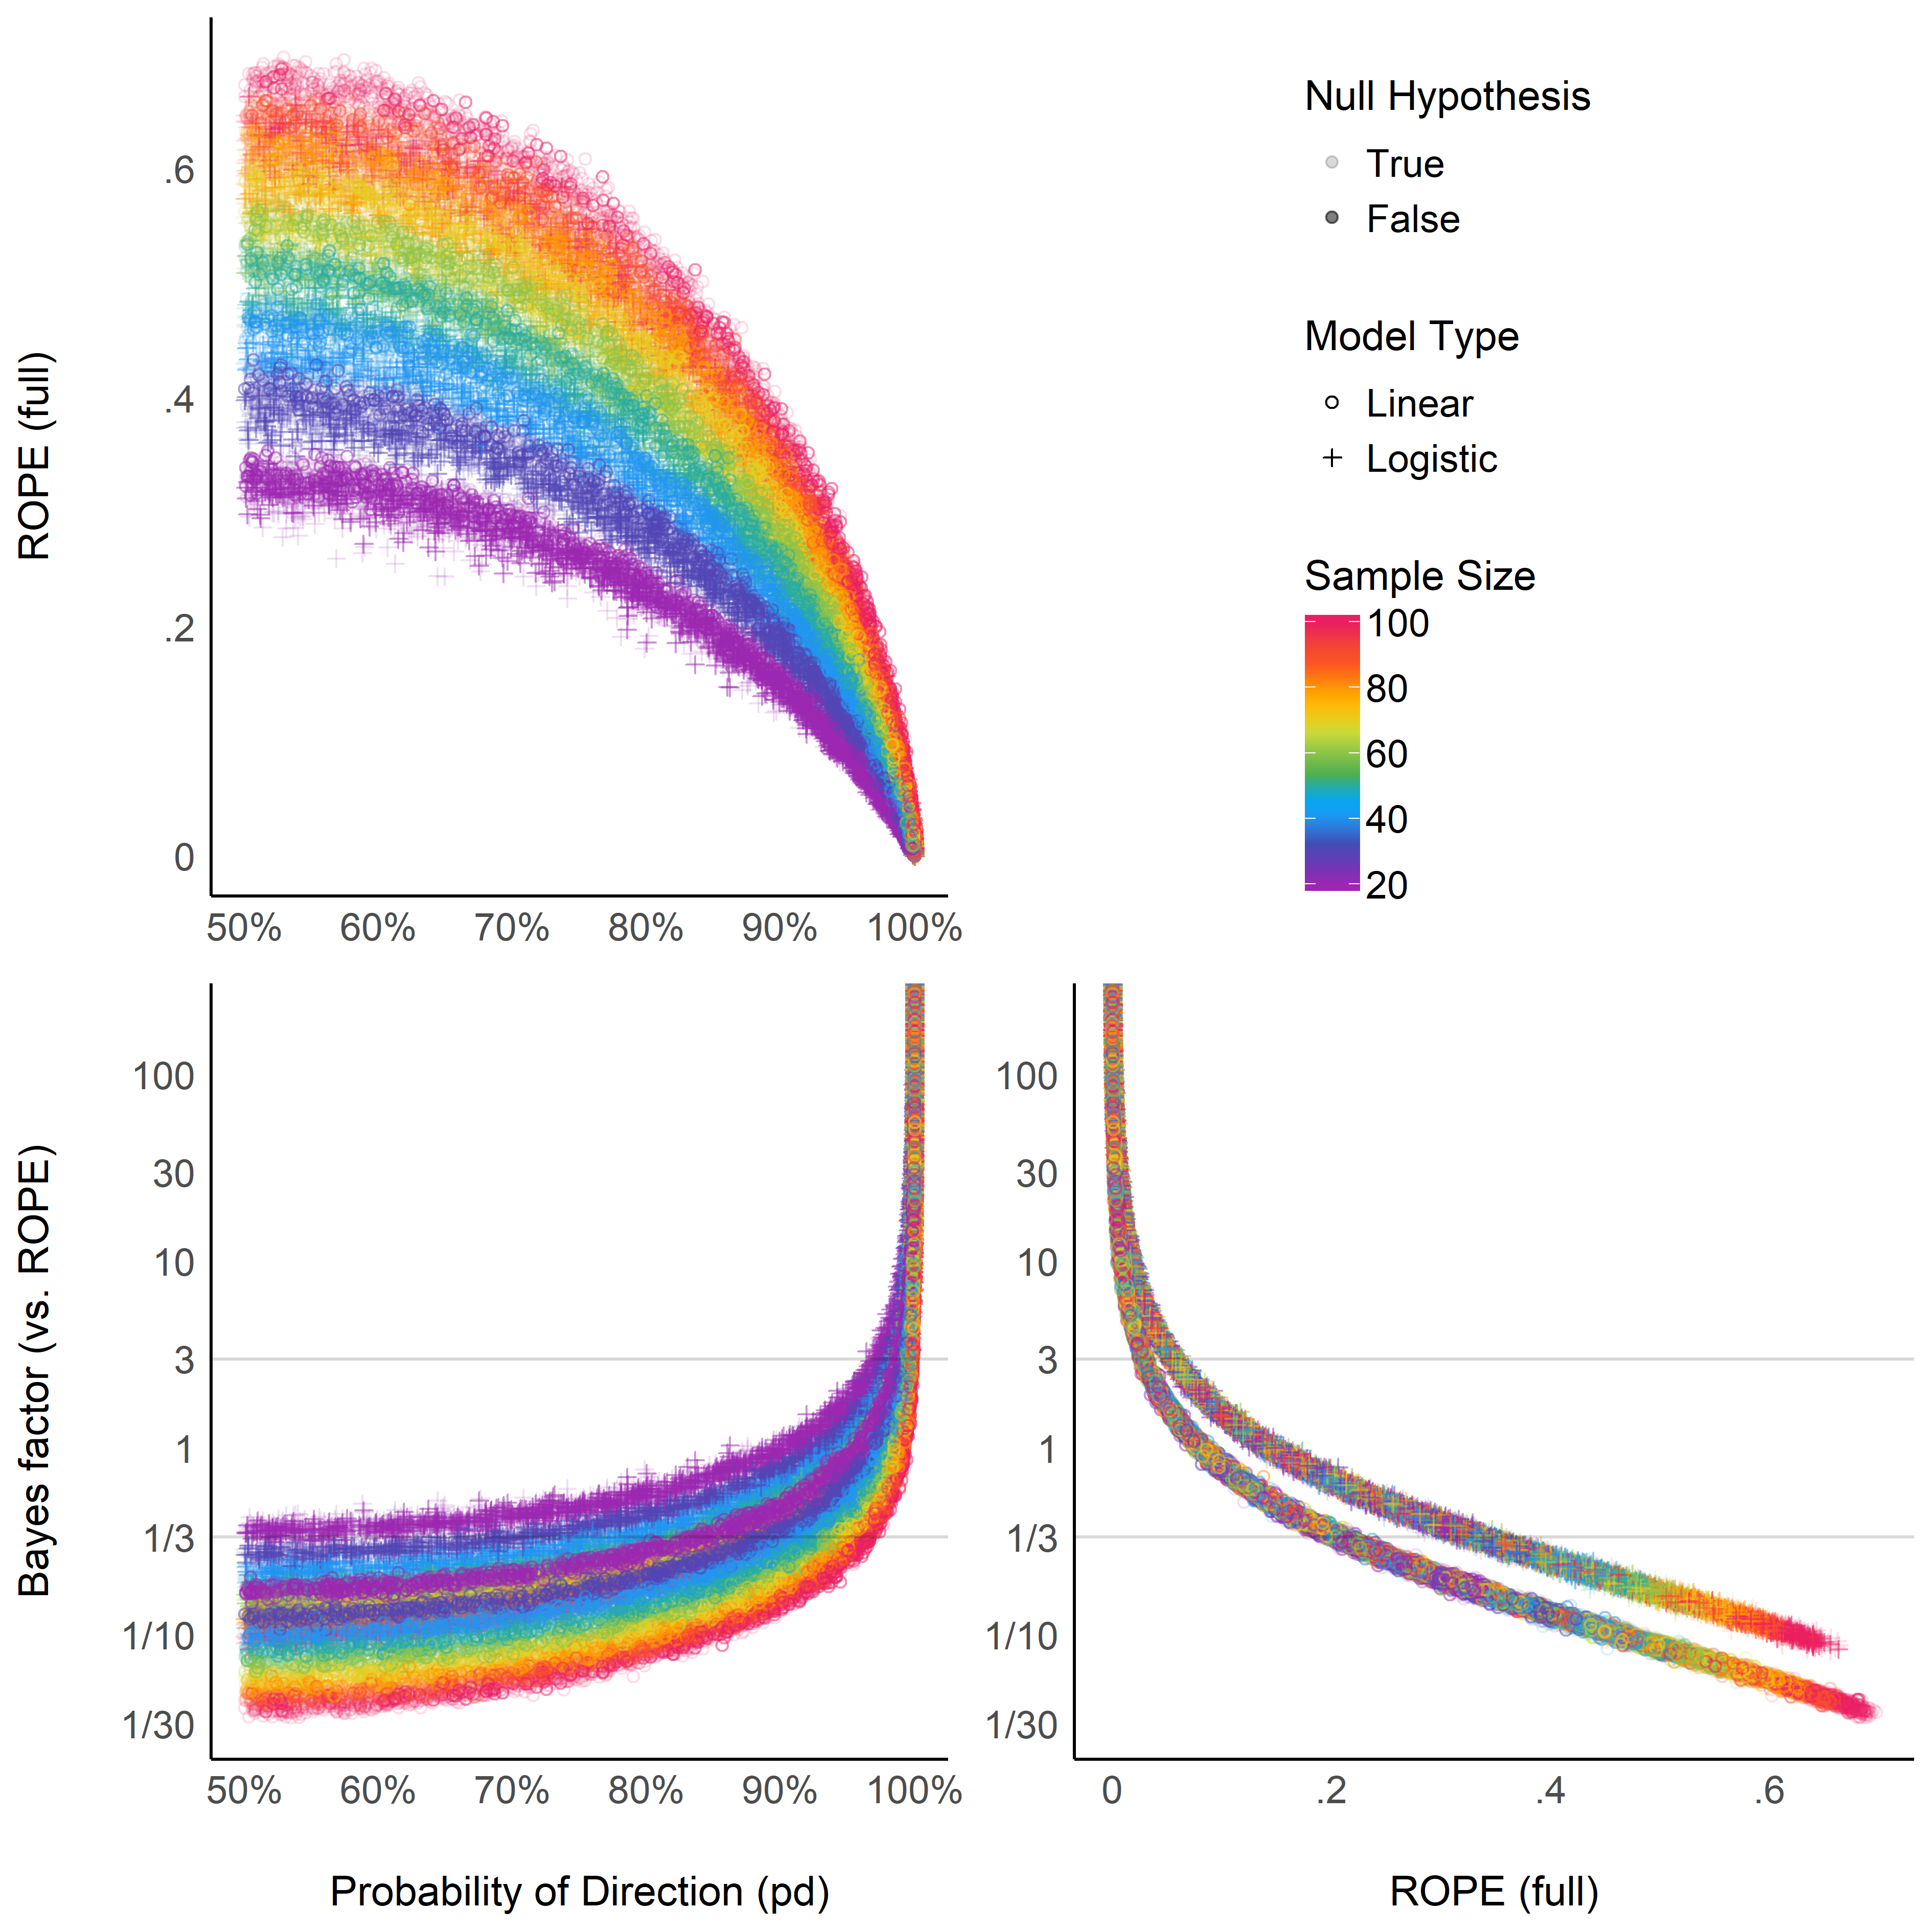 ROPE (full)
.6
.4
.2
0
50% 60% 70% 80% 90% 100%
Null Hypothesis
True
False
Model Type
Linear
Logistic
Sample Size
100
80
60
40
20
Bayes factor (vs. ROPE)
100
30
10
3
1
1/3
1/10
1/30
50% 60% 70% 80% 90% 100%
Probability of Direction (pd)
100
30
10
3
1
1/3
1/10
1/30
0 .2 .4 .6
ROPE (full)